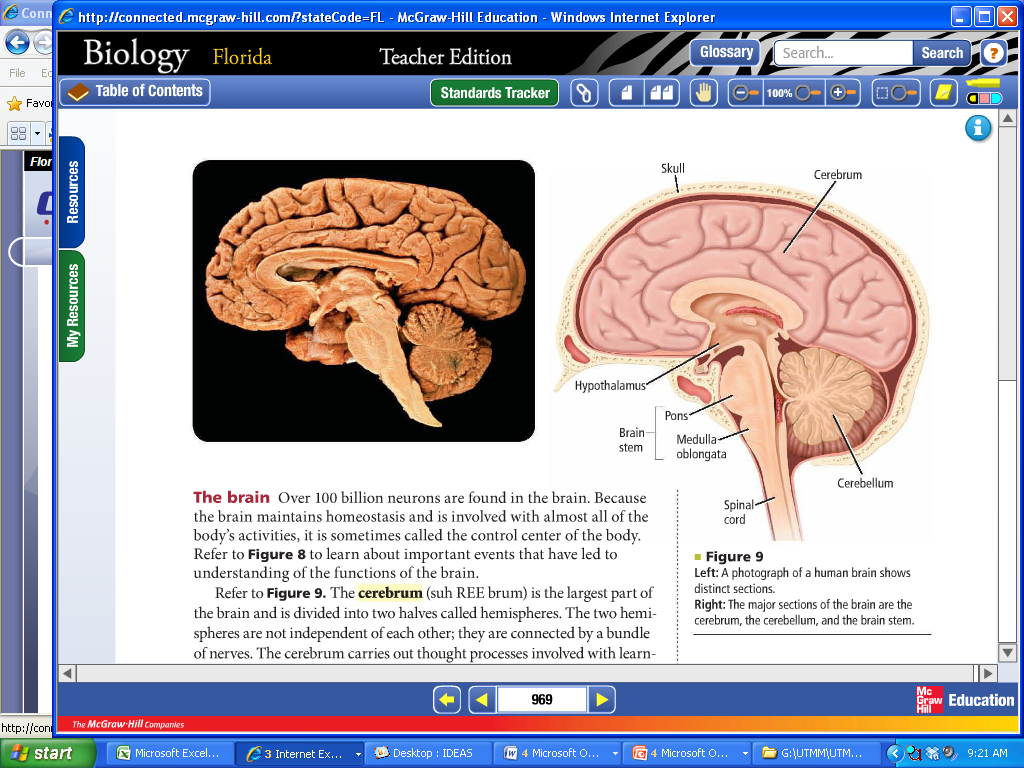 Conn
http://connected.mcgraw-hill.com/?stateCode=FL - McGraw-Hill Education - Windows Internet Explorer
File
Favor
Flor
Biology Florida Teacher Edition Glossary Search... Search ?
Table of Contents Standards Tracker 100%
Resources
My Resources
Skull
Cerebrum
Hypothalamus
Pons
Brain
stem
Medulla
oblongata
Cerebellum
Spinal
cord
The brain Over 100 billion neurons are found in the brain. Because
the brain maintains homeostasis and is involved with almost all of the
body's activities, it is sometimes called the control center of the body.
Refer to Figure 8 to learn about important events that have led to
understanding of the functions of the brain.
Refer to Figure 9. The cerebrum (suh REE brum) is the largest part of
the brain and is divided into two halves called hemispheres. The two hemi-
spheres are not independent of each other; they are connected by a bundle
of nerves. The cerebrum carries out thought processes involved with learn-
Figure 9
Left: A photograph of a human brain shows
distinct sections.
Right: The major sections of the brain are the
cerebrum, the cerebellum, and the brain stem.
969
Mc
Graw
Hill Education
The McGraw-Hill Companies
http://conn
start Microsoft Excel... 3 Internet Ex... Desktop : IDEAS 4 Microsoft O... 4 Microsoft O... G:\UTMM\UTM... 9:21 AM